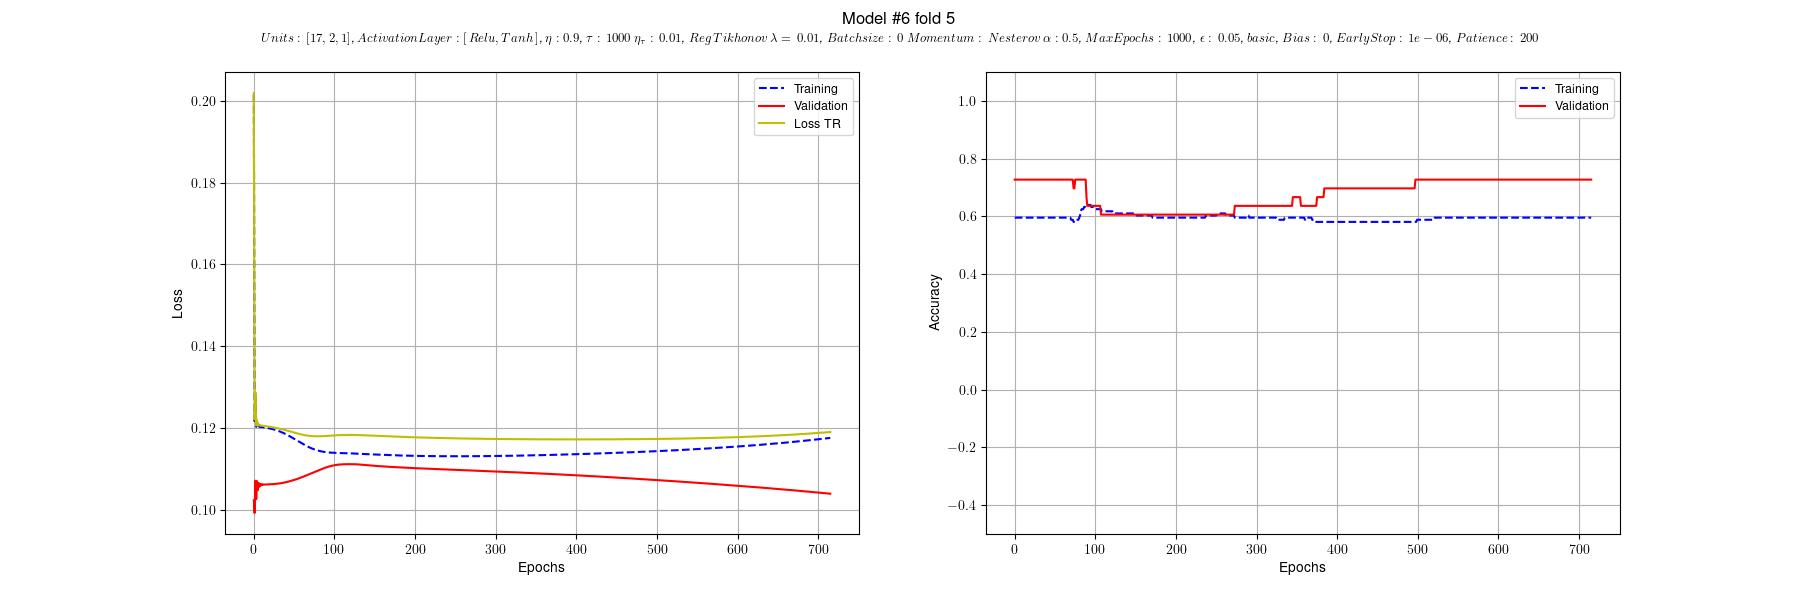 Model #6 fold 5
Units : [17, 2, 1], ActivationLayer : [ Relu, Tanh ], η : 0.9, τ : 1000 ητ : 0.01, Reg Tikhonov λ = 0.01, Batchsize : 0 Momentum : Nesterov α : 0.5, MaxEpochs : 1000, ϵ : 0.05, basic, Bias : 0, EarlyStop : 1e − 06, Patience : 200
Training
Validation
Loss TR
0.20
0.18
0.16
0.14
0.12
0.10
Loss
0 100 200 300 400 500 600 700
Epochs
Training
Validation
1.0
0.8
0.6
0.4
0.2
0.0
−0.2
−0.4
Accuracy
0 100 200 300 400 500 600 700
Epochs